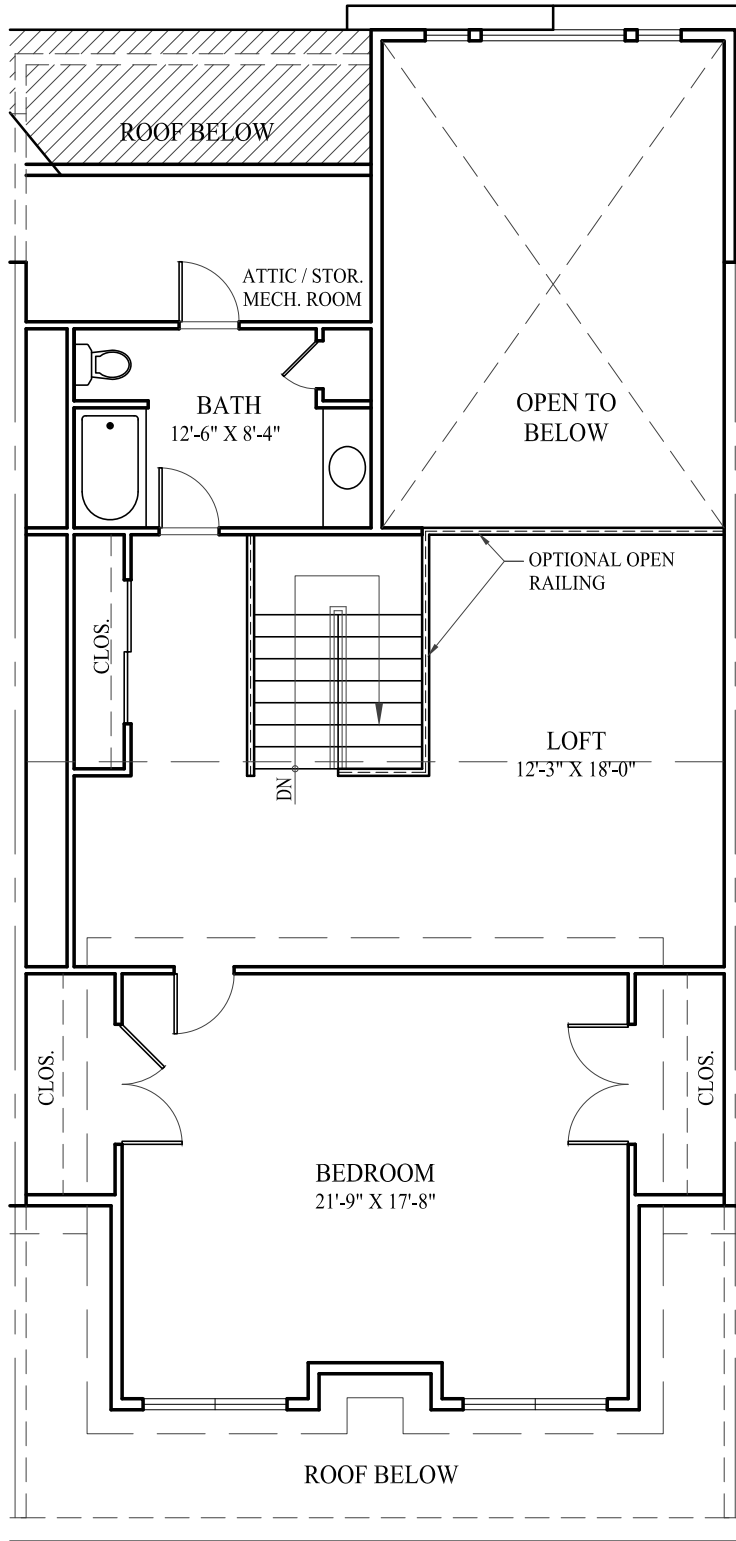 ROOF BELOW
ATTIC / STOR.
MECH. ROOM
BATH
12'-6" X 8'-4"
OPEN TO
BELOW
OPTIONAL OPEN
RAILING
CLOS.
LOFT
12'-3" X 18'-0"
DN
CLOS.
CLOS.
BEDROOM
21'-9" X 17'-8"
ROOF BELOW